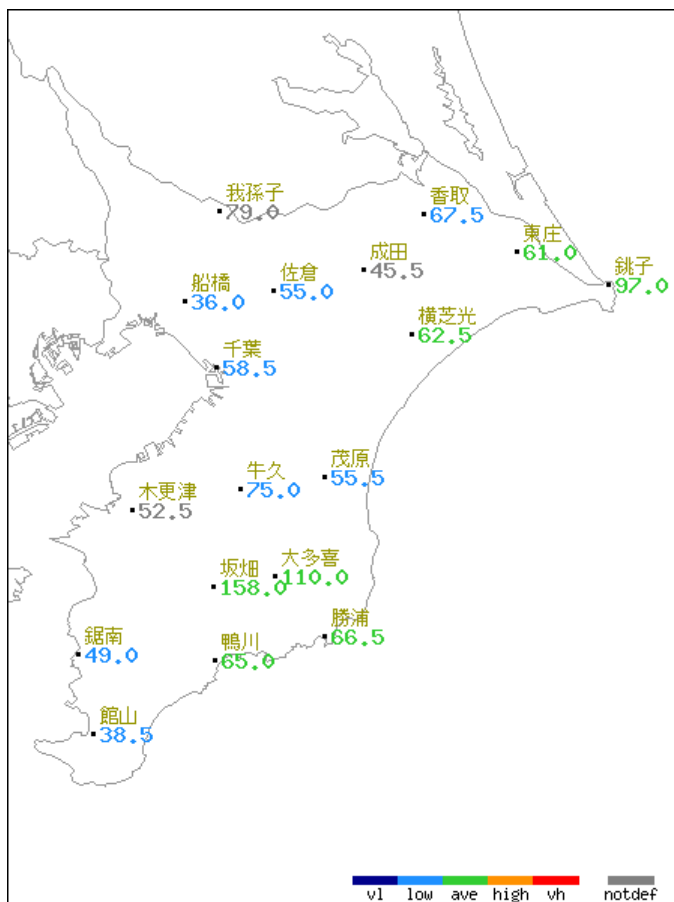 我孫子
79.0
香取
67.5
東庄
61.0
銚子
97.0
成田
45.5
佐倉
55.0
船橋
36.0
横芝光
62.5
千葉
58.5
茂原
55.5
牛久
75.0
木更津
52.5
大多喜
110.0
坂畑
158.0
勝浦
66.5
鋸南
49.0
鴨川
65.0
館山
38.5
vl low ave high vh notdef